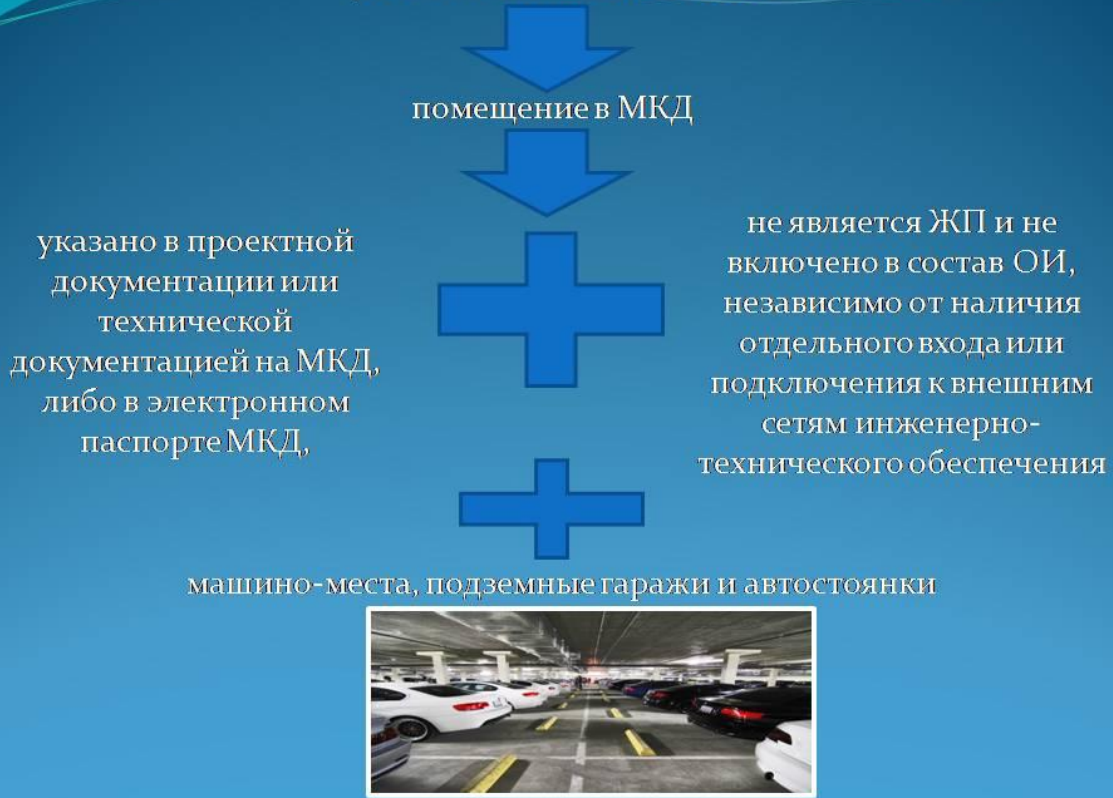 помещение в МКД
указано в проектной
документации или
технической
документацией на МКД,
либо в электронном
паспорте МКД,
не является ЖП и не
включено в состав ОИ,
независимо от наличия
отдельного входа или
подключения к внешним
сетям инженерно-
технического обеспечения
машино-места, подземные гаражи и автостоянки